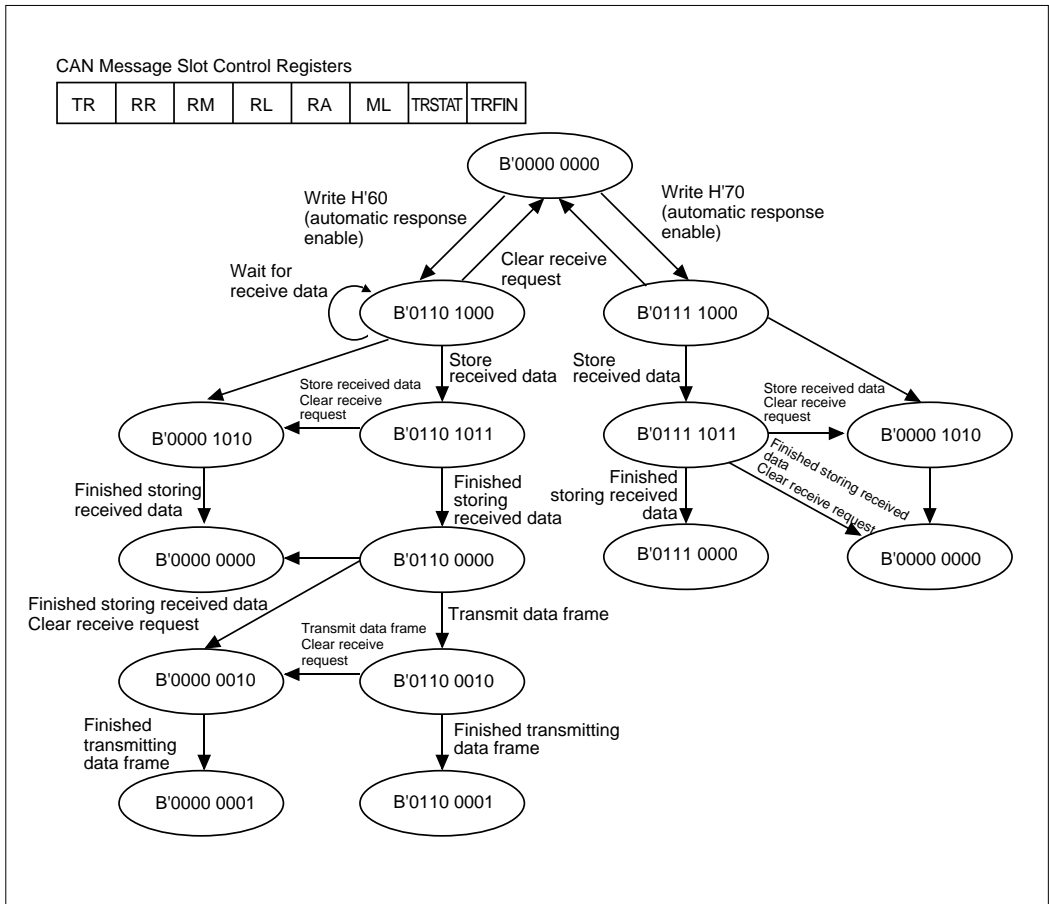 CAN Message Slot Control Registers
TR RR RM RL RA ML TRSTAT TRFIN
B'0000 0000
Write H'60
(automatic response
enable)
Write H'70
(automatic response
enable)
Clear receive
request
Wait for
receive data
B'0110 1000
B'0111 1000
Store
received data
Store
received data
Store received data
Clear receive
request
Store received data
Clear receive
request
B'0000 1010
B'0110 1011
B'0111 1011
B'0000 1010
Finished storing
received data
Finished
storing
received data
Finished
storing received
data
Finished storing received
data
Clear receive request
B'0000 0000
B'0110 0000
B'0111 0000
B'0000 0000
Finished storing received data
Clear receive request
Transmit data frame
Transmit data frame
Clear receive
request
B'0000 0010
B'0110 0010
Finished
transmitting
data frame
Finished transmitting
data frame
B'0000 0001
B'0110 0001